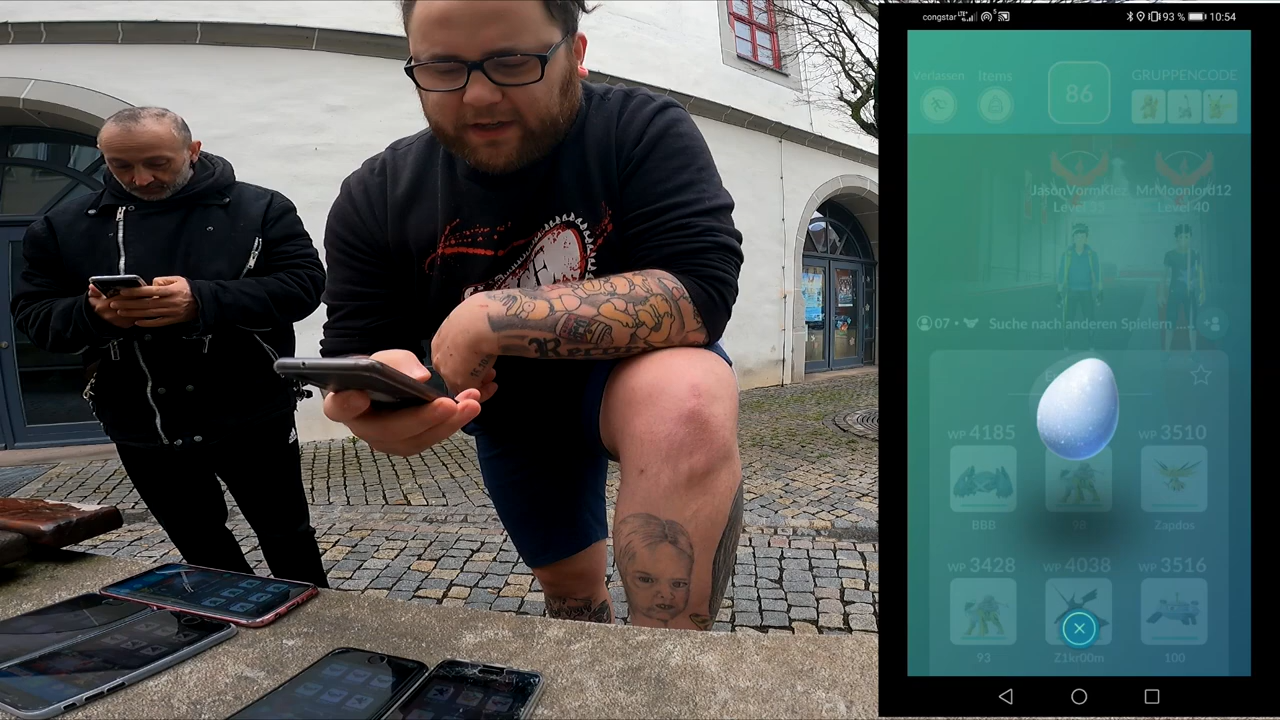 congstar 93 % 10:54
Verlassen Items 86 GRUPPENCODE
JasonVormKiez MrMoonlord12
Level 40
07 • Suche nach anderen Spielern
WP 4185 WP 3510
BBB 98 Zapdos
WP 3428 WP 4038 WP 3516
93 Z1kr00m 100